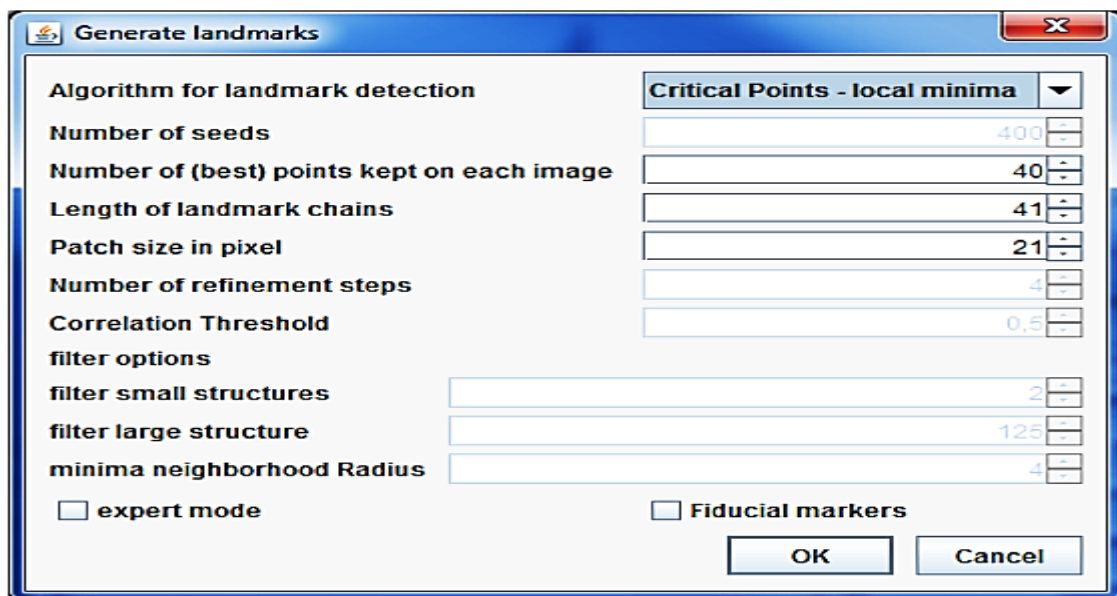 Generate landmarks
Algorithm for landmark detection Critical Points - local minima
Number of seeds 400
Number of (best) points kept on each image 40
Length of landmark chains 41
Patch size in pixel 21
Number of refinement steps 4
Correlation Threshold 0,5
filter options
filter small structures 2
filter large structure 125
minima neighborhood Radius 4
expert mode Fiducial markers
OK Cancel